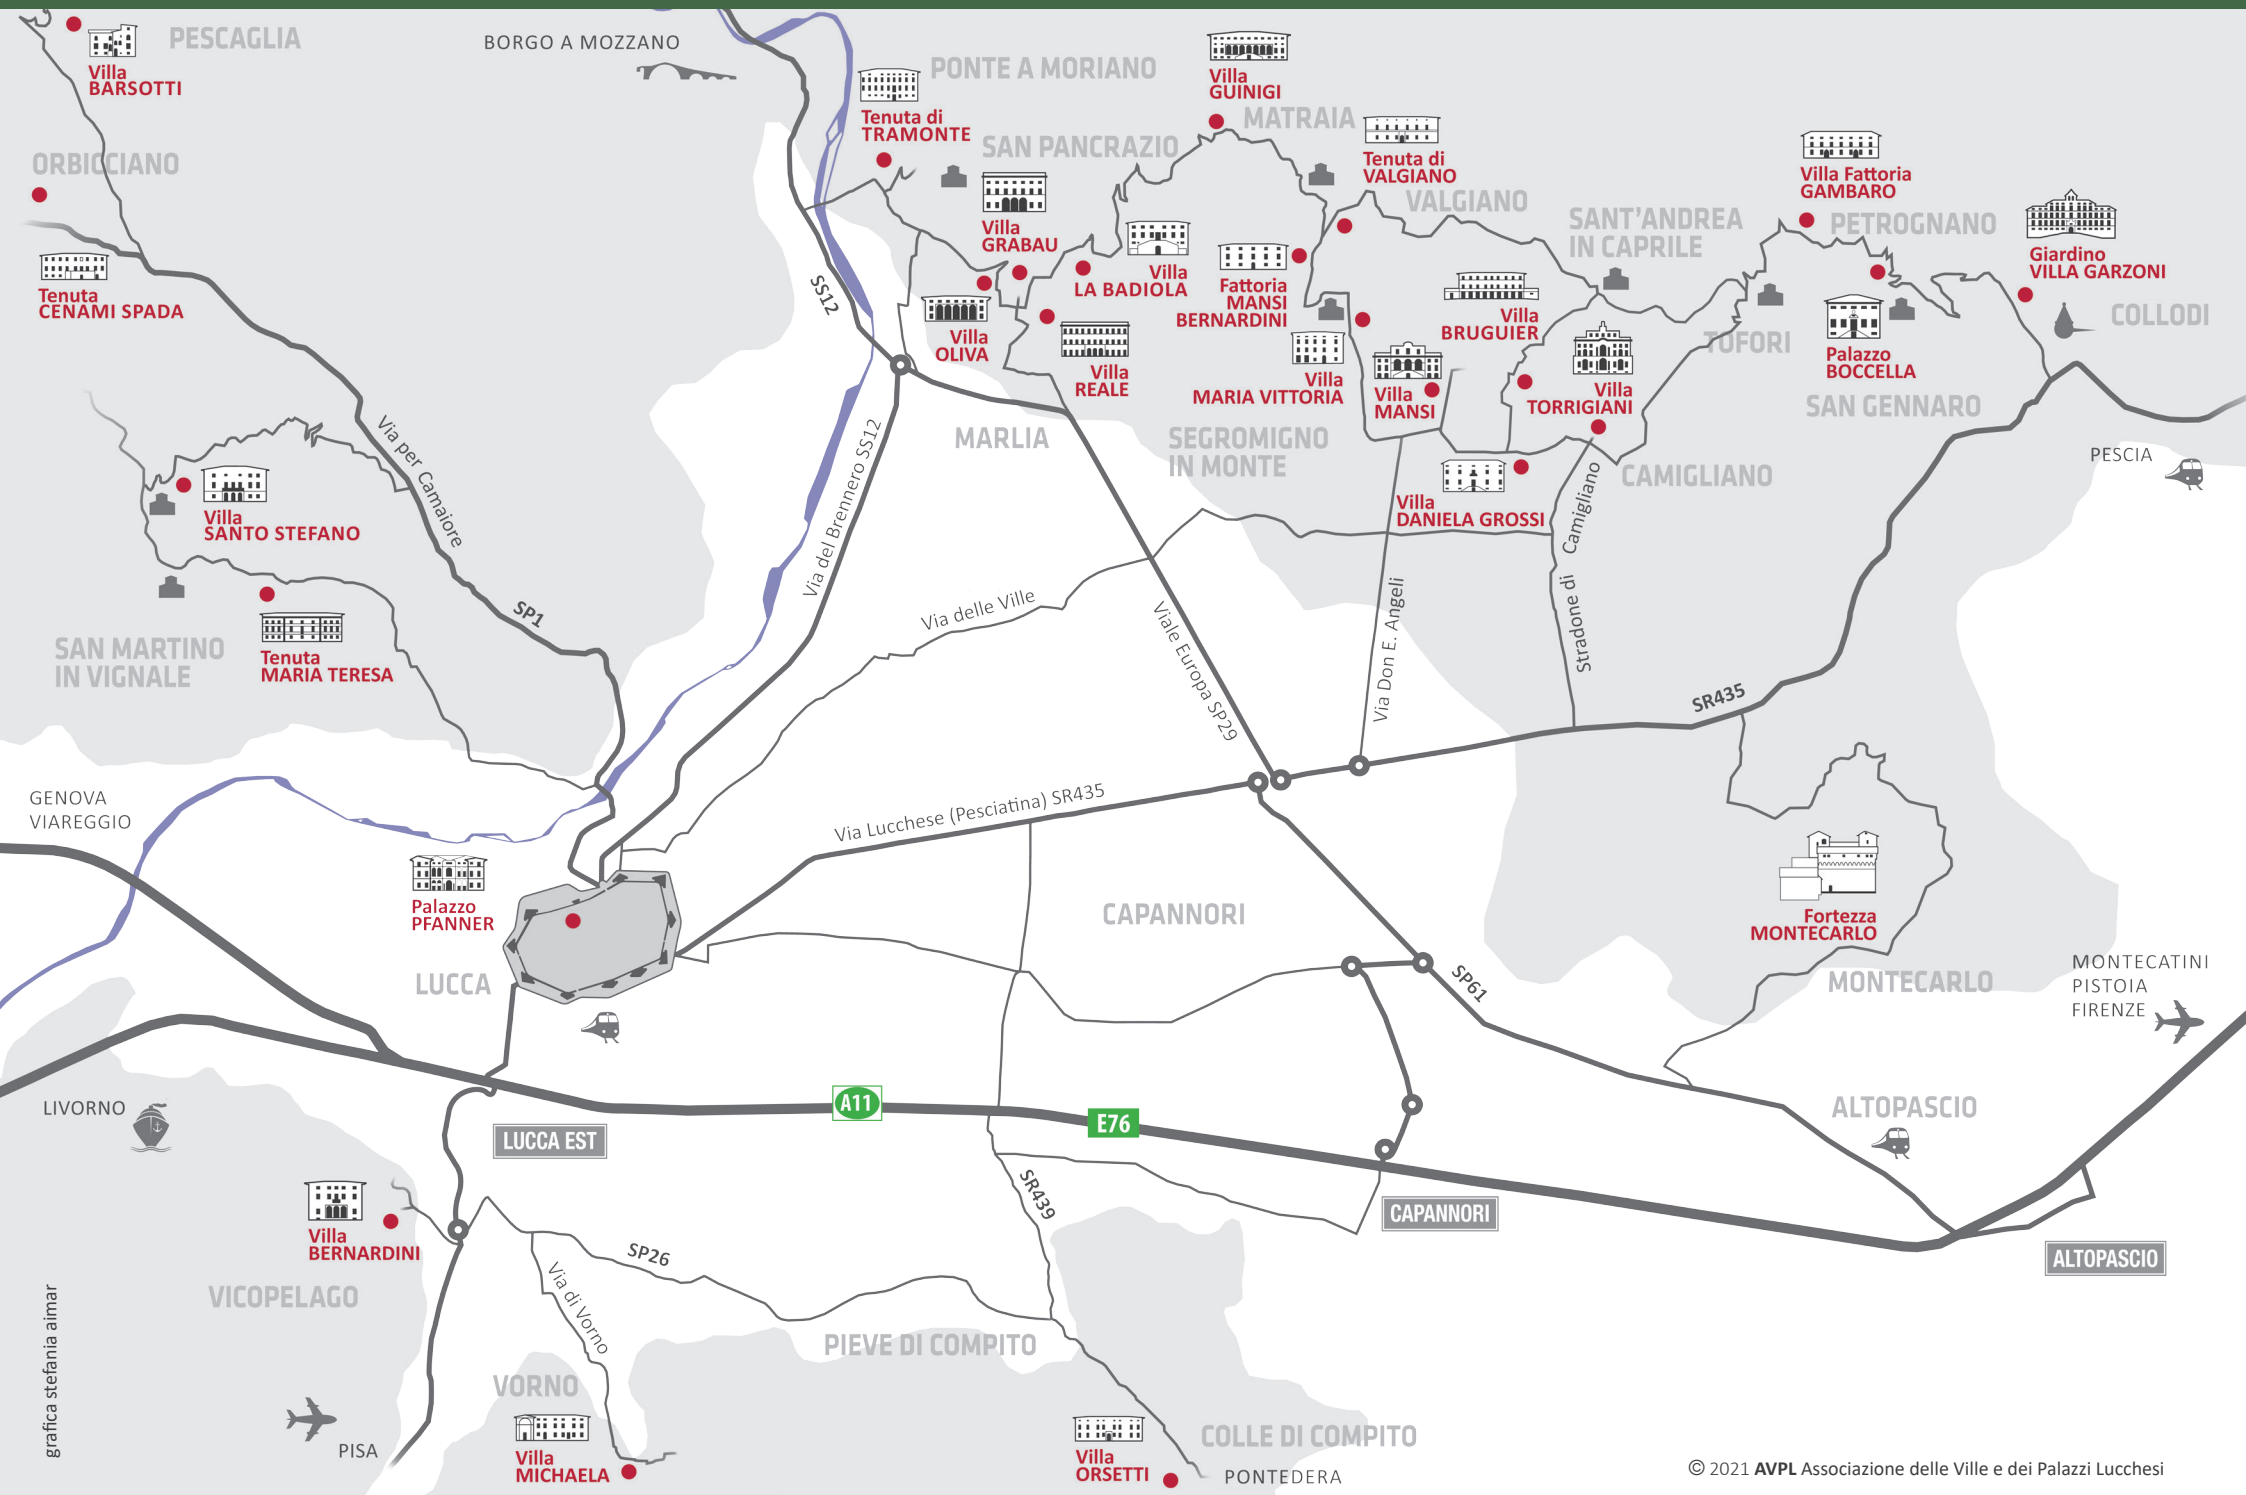 PESCAGLIA
Villa
BARSOTTI
BORGO A MOZZANO
PONTE A MORIANO
Tenuta di
TRAMONTE
SAN PANCRAZIO
Villa
GUINIGI
MATRAIA
Tenuta di
VALGIANO
VALGIANO
Villa Fattoria
GAMBARO
PETROGNANO
ORBICCIANO
Tenuta
CENAMI SPADA
Villa
GRABAU
Villa
LA BADIOLA
Fattoria
MANSI
BERNARDINI
SANT'ANDREA
IN CAPRILE
Giardino
VILLA GARZONI
COLLODI
SS12
Villa
OLIVA
Villa
REALE
Villa
MARIA VITTORIA
Villa
BRUGUIER
Villa
MANSI
Villa
TORRIGIANI
TOFORI
Palazzo
BOCCELLA
SAN GENNARO
Via per Camaiore
MARLIA
SEGROMIGNO
IN MONTE
CAMIGLIANO
PESCIA
Villa
SANTO STEFANO
Via del Brennero SS12
Villa
DANIELA GROSSI
Stradone di Camigliano
SP1
Via delle Ville
Viale Europa SP29
Via Don E. Angeli
SAN MARTINO
IN VIGNALE
Tenuta
MARIA TERESA
SR435
GENOVA
VIAREGGIO
Via Lucchese (Pesciatina) SR435
Palazzo
PFANNER
LUCCA
CAPANNORI
Fortezza
MONTECARLO
MONTECARLO
SP61
MONTECATINI
PISTOIA
FIRENZE
LIVORNO
A11
E76
LUCCA EST
ALTOPASCIO
SR439
CAPANNORI
ALTOPASCIO
Villa
BERNARDINI
VICOPELAGO
SP26
Via di Vorno
PIEVE DI COMPITO
VORNO
Villa
MICHAELA
PISA
Villa
ORSETTI
COLLE DI COMPITO
PONTEDERA
grafica stefania aimar
© 2021 AVPL Associazione delle Ville e dei Palazzi Lucchesi